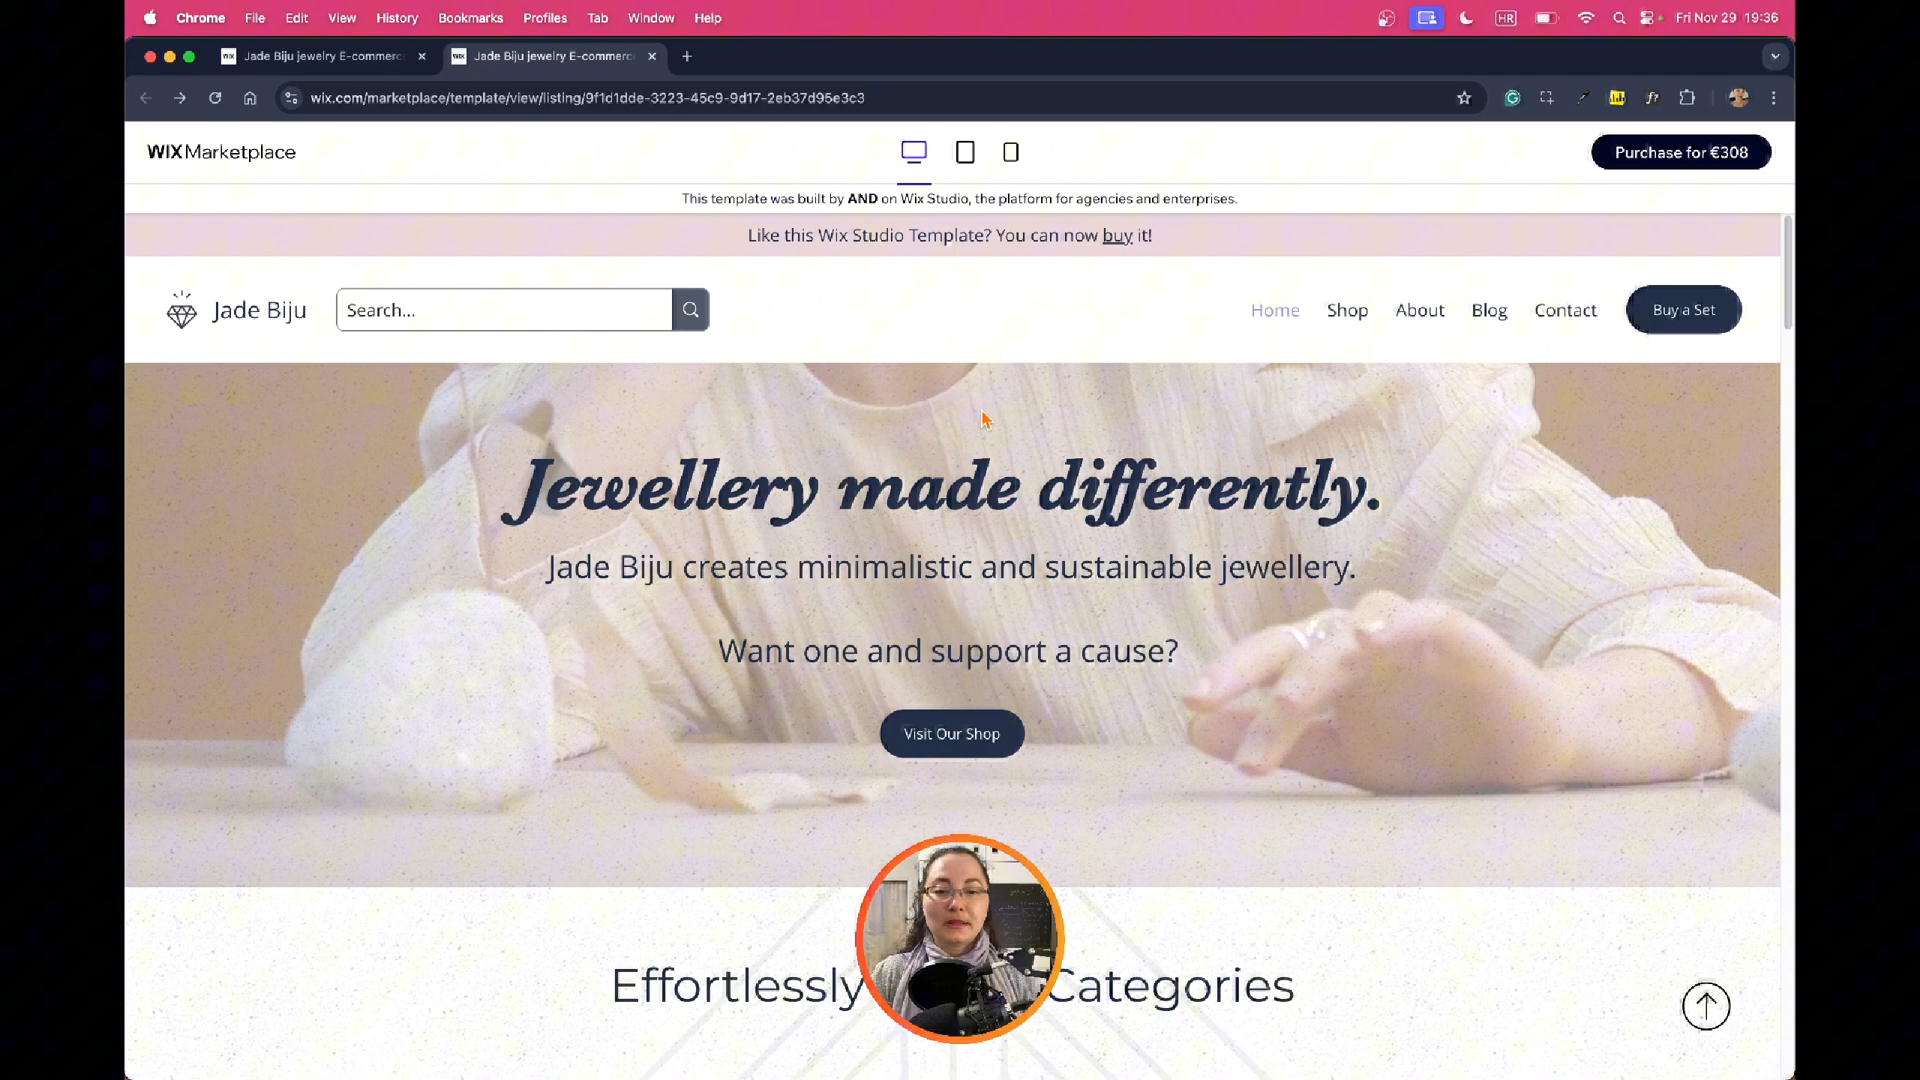 Chrome File Edit View History Bookmarks Profiles Tab Window Help HR Fri Nov 29 19:36
WIX Jade Biju jewelry E-commerc WIX Jade Biju jewelry E-commerc
wix.com/marketplace/template/view/listing/9f1d1dde-3223-45c9-9d17-2eb37d95e3c3 f?
WIXMarketplace Purchase for €308
This template was built by AND on Wix Studio, the platform for agencies and enterprises.
Like this Wix Studio Template? You can now buy it!
Jade Biju Search... Home Shop About Blog Contact Buy a Set
Jewellery made differently.
Jade Biju creates minimalistic and sustainable jewellery.
Want one and support a cause?
Visit Our Shop
Effortlessly Categories